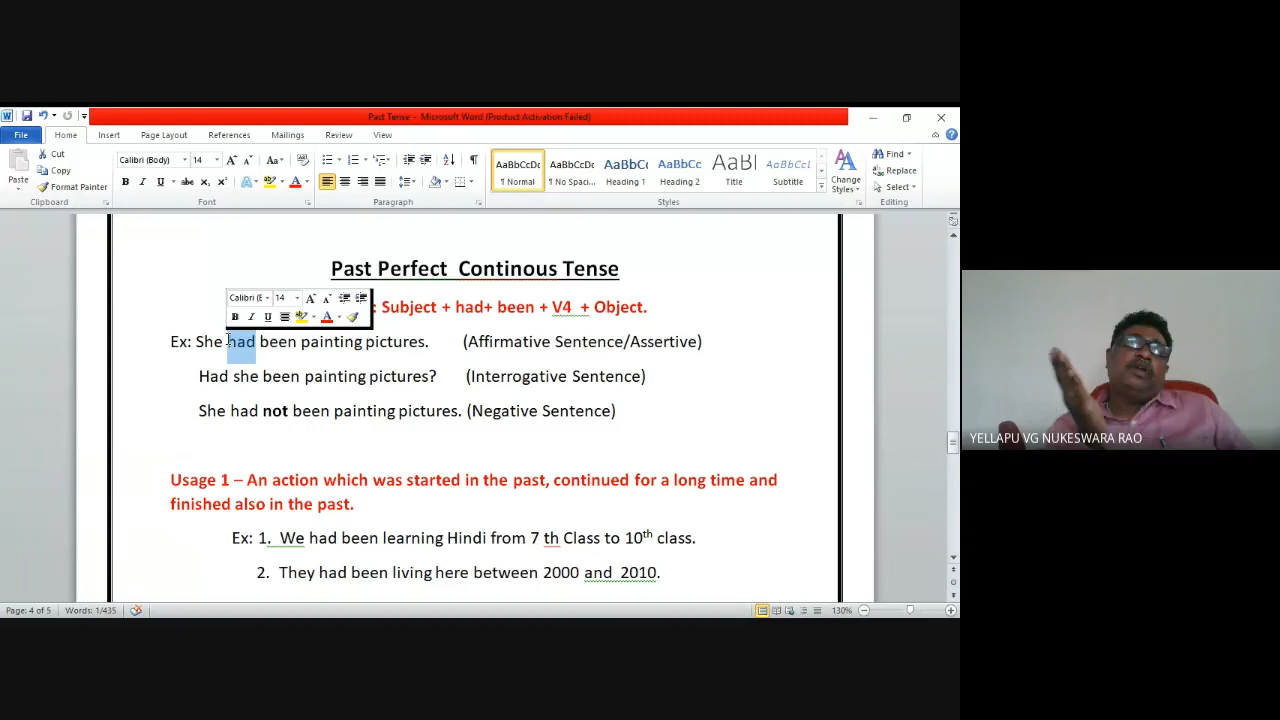 Past Tense - Microsoft Word (Product Activation Failed)
File Home Insert Page Layout References Mailings Review View
Paste
Cut
Copy
Format Painter
Clipboard
Calibri (Body) 14
Font
Paragraph
AaBbCcDc AaBbCcDc AaBbCc AaBbCc AaBl AaBbCcl
¶ Normal ¶ No Spaci... Heading 1 Heading 2 Title Subtitle
Change Styles
Styles
Find
Replace
Select
Editing
Past Perfect Continous Tense
Calibri (E 14
: Subject + had+ been + V4 + Object.
Ex: She had been painting pictures. (Affirmative Sentence/Assertive)
Had she been painting pictures? (Interrogative Sentence)
She had not been painting pictures. (Negative Sentence)
Usage 1 – An action which was started in the past, continued for a long time and
finished also in the past.
Ex: 1. We had been learning Hindi from 7 th Class to 10th class.
2. They had been living here between 2000 and 2010.
Page: 4 of 5 Words: 1/435 130%
YELLAPU VG NUKESWARA RAO